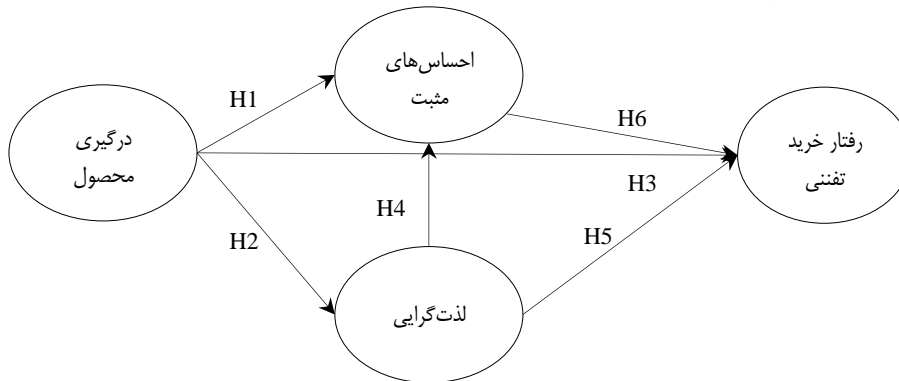 احساس‌های
مثبت
H1
H6
درگیری
محصول
رفتار خرید
تفننی
H3
H4
H2
H5
لذت‌گرایی